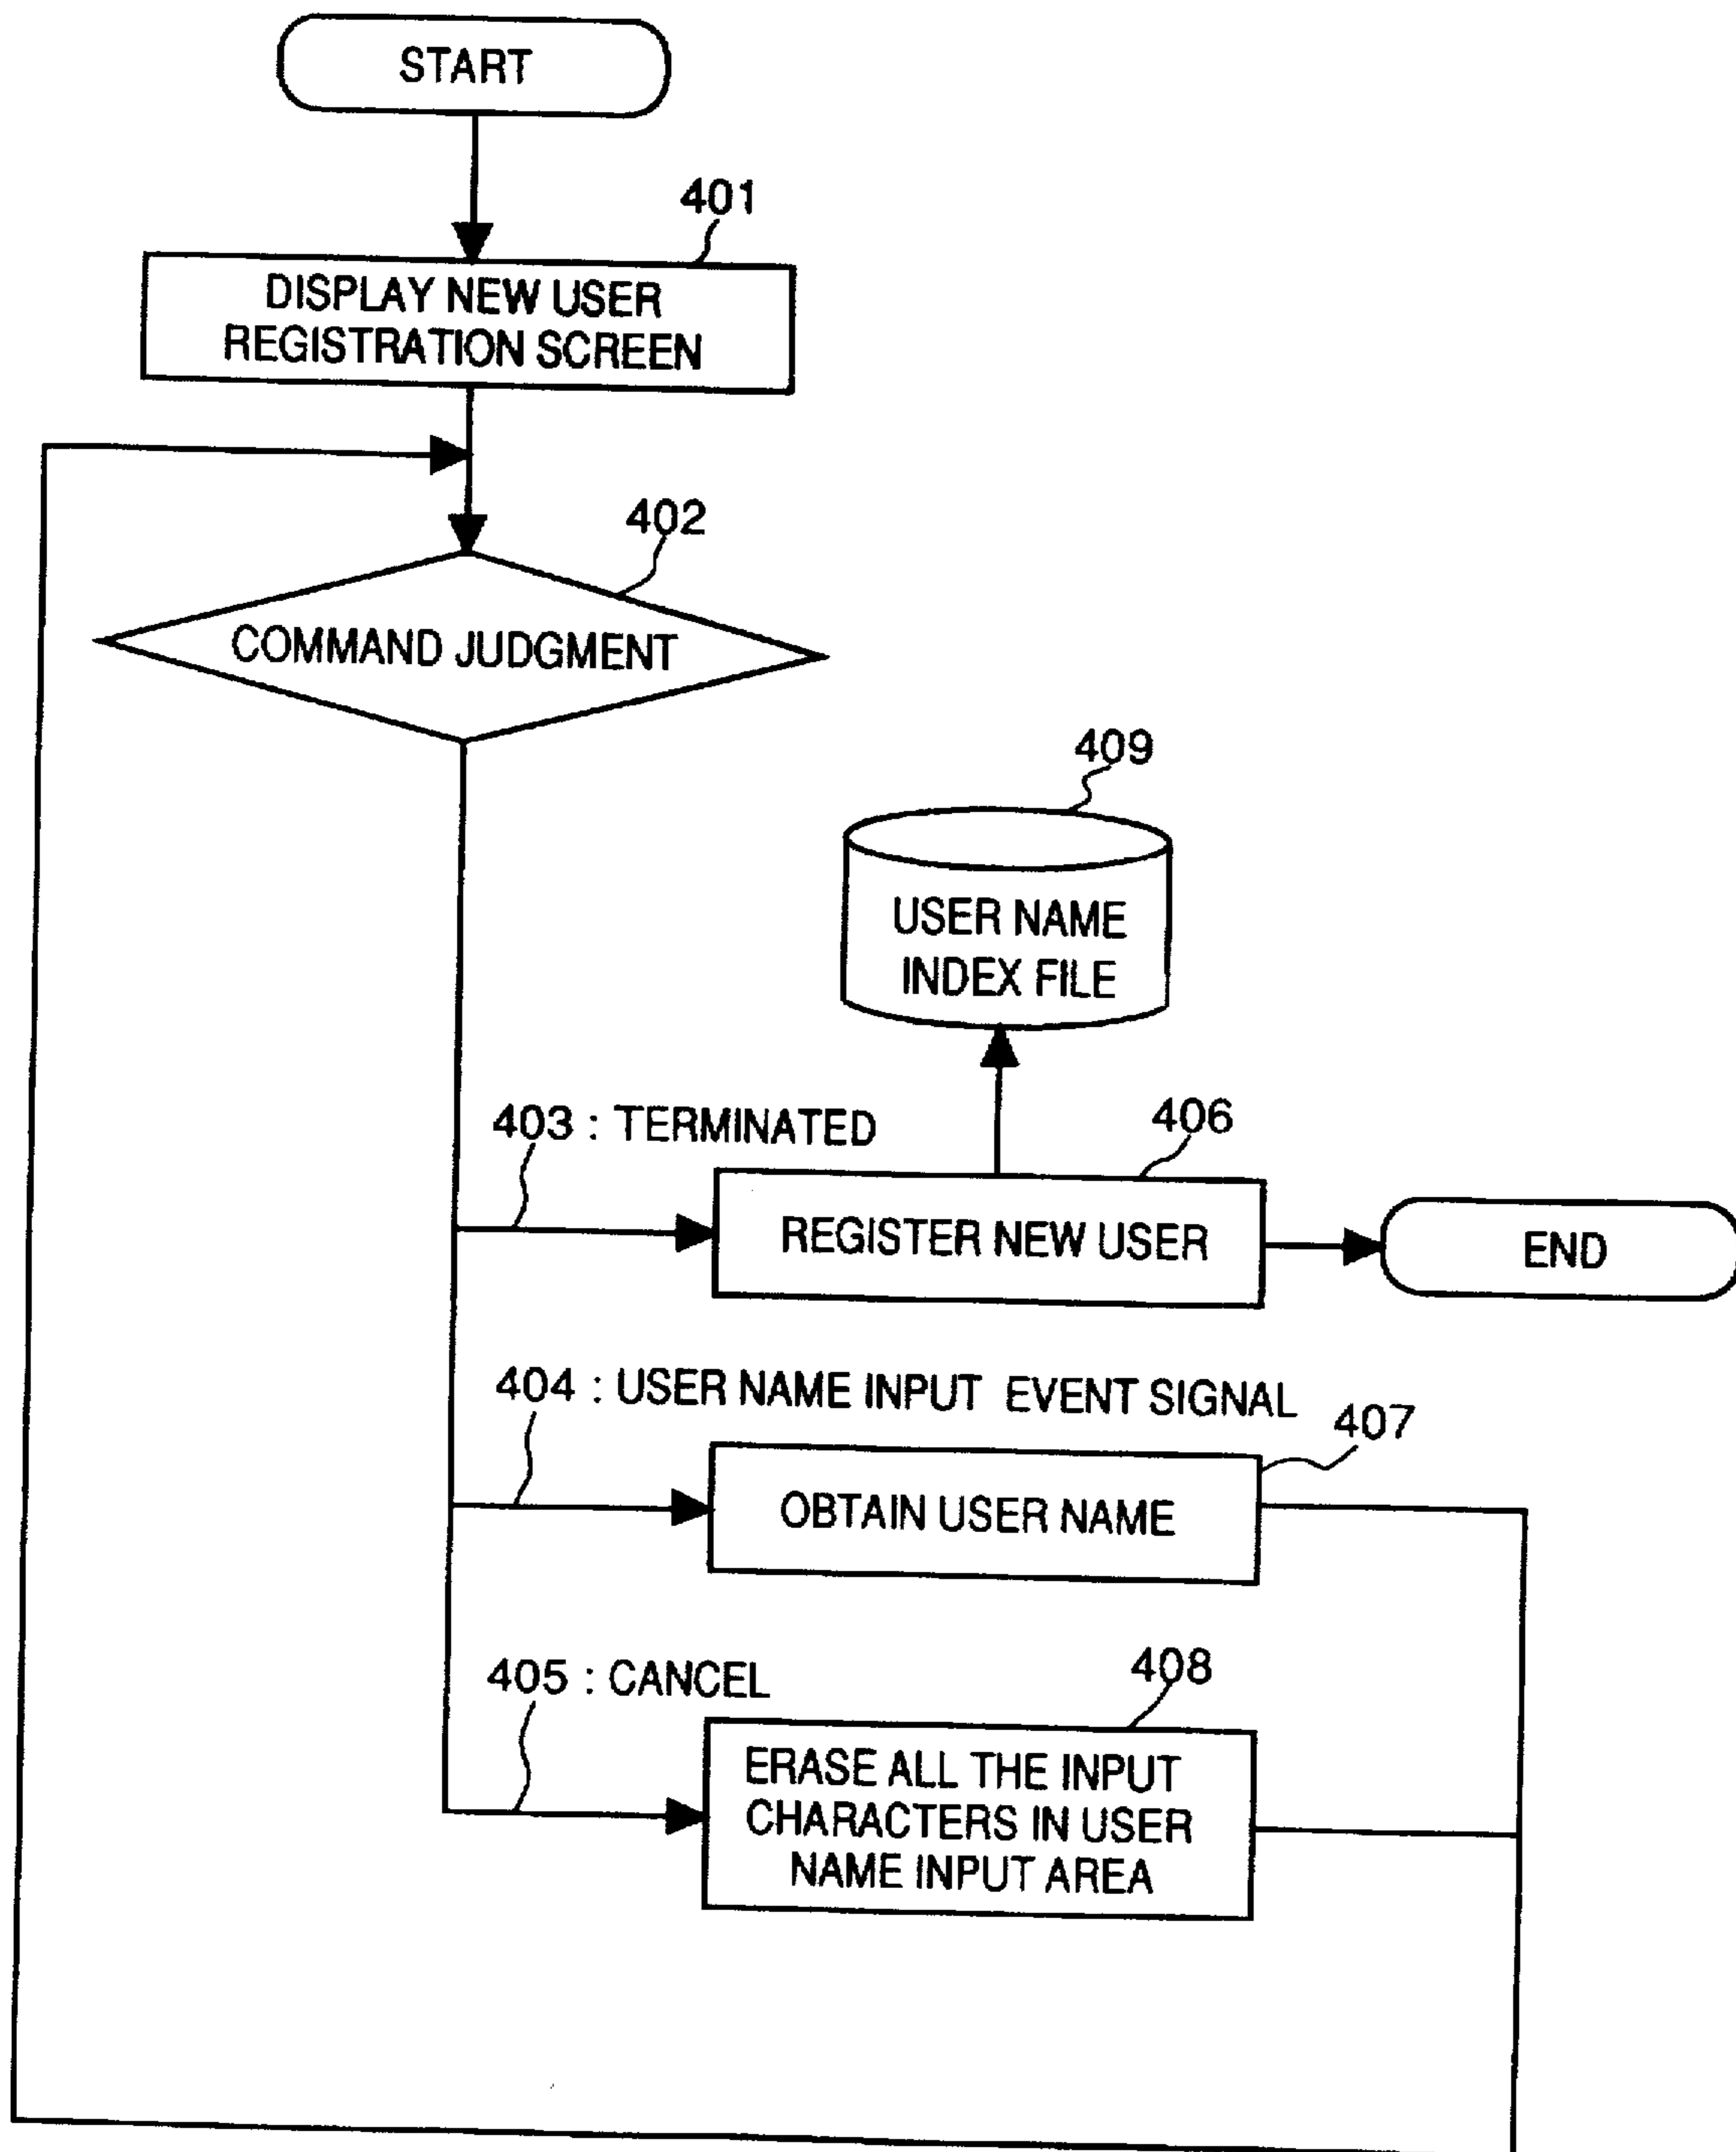 START
401
DISPLAY NEW USER
REGISTRATION SCREEN
402
COMMAND JUDGMENT
409
USER NAME
INDEX FILE
403 : TERMINATED
406
REGISTER NEW USER
END
404 : USER NAME INPUT EVENT SIGNAL
407
OBTAIN USER NAME
405 : CANCEL
408
ERASE ALL THE INPUT
CHARACTERS IN USER
NAME INPUT AREA